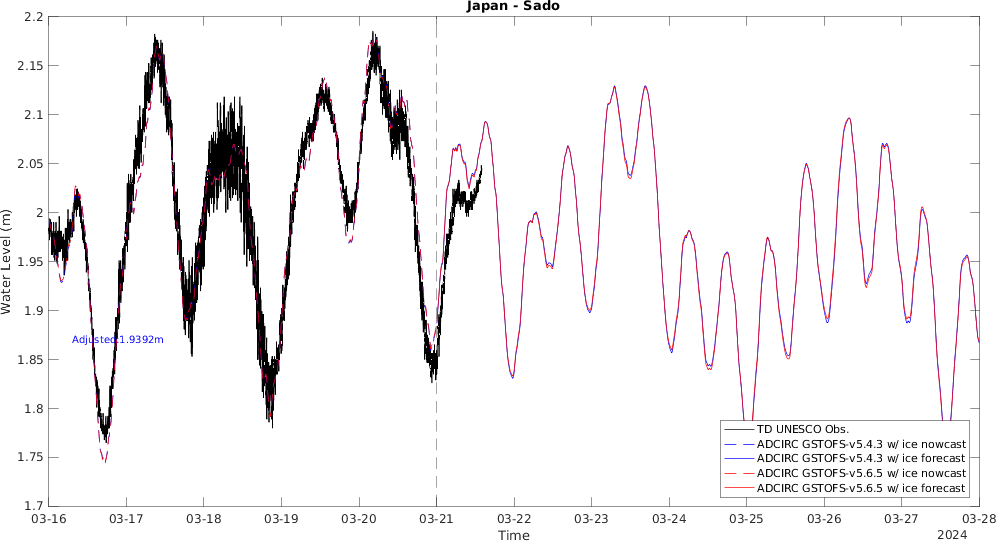 Japan - Sado
Water Level (m)
2.2
2.15
2.1
2.05
2
1.95
1.9
1.85
1.8
1.75
1.7
Adjusted:1.9392m
TD UNESCO Obs.
ADCIRC GSTOFS-v5.4.3 w/ ice nowcast
ADCIRC GSTOFS-v5.4.3 w/ ice forecast
ADCIRC GSTOFS-v5.6.5 w/ ice nowcast
ADCIRC GSTOFS-v5.6.5 w/ ice forecast
03-16 03-17 03-18 03-19 03-20 03-21 03-22 03-23 03-24 03-25 03-26 03-27 03-28
Time
2024